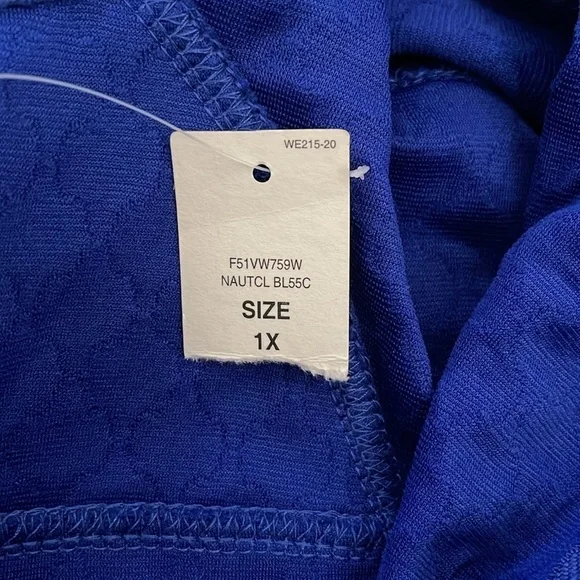 WE215-20
F51VW759W
NAUTCL BL55C
SIZE
1X